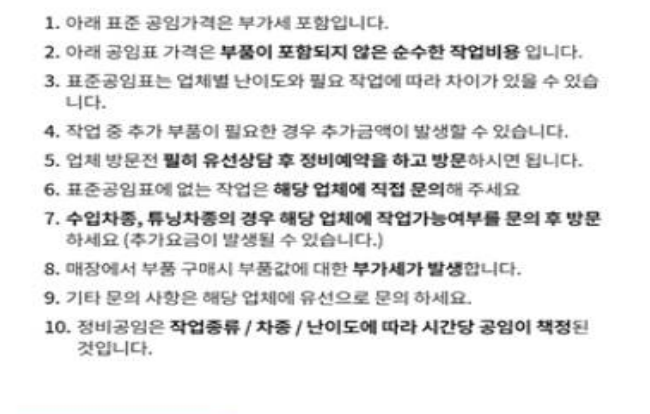 1. 아래 표준 공임가격은 부가세 포함입니다.
2. 아래 공임표 가격은 부품이 포함되지 않은 순수한 작업비용 입니다.
3. 표준공임표는 업체별 난이도와 필요 작업에 따라 차이가 있을 수 있습
니다.
4. 작업 중 추가 부품이 필요한 경우 추가금액이 발생할 수 있습니다.
5. 업체 방문전 필히 유선상담 후 정비예약을 하고 방문하시면 됩니다.
6. 표준공임표에 없는 작업은 해당 업체에 직접 문의해 주세요
7. 수입차종, 튜닝차종의 경우 해당 업체에 작업가능여부를 문의 후 방문
하세요 (추가요금이 발생될 수 있습니다.)
8. 매장에서 부품 구매시 부품값에 대한 부가세가 발생합니다.
9. 기타 문의 사항은 해당 업체에 유선으로 문의 하세요.
10. 정비공임은 작업종류 / 차종 / 난이도에 따라 시간당 공임이 책정된
것입니다.